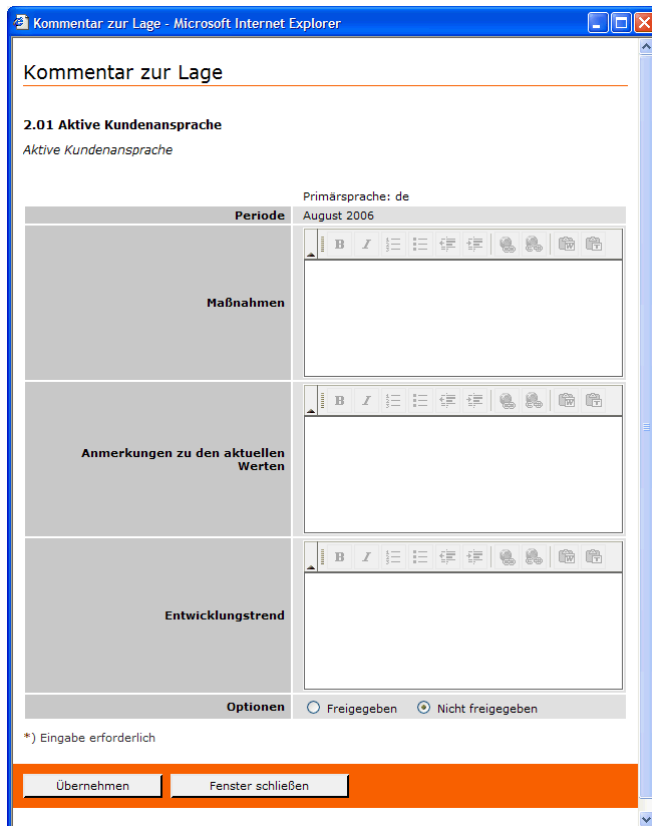 Kommentar zur Lage - Microsoft Internet Explorer
Kommentar zur Lage
2.01 Aktive Kundenansprache
Aktive Kundenansprache
Primärsprache: de
Periode August 2006
B I
Maßnahmen
B I
Anmerkungen zu den aktuellen
Werten
B I
Entwicklungstrend
Optionen Freigegeben Nicht freigegeben
*) Eingabe erforderlich
Übernehmen Fenster schließen